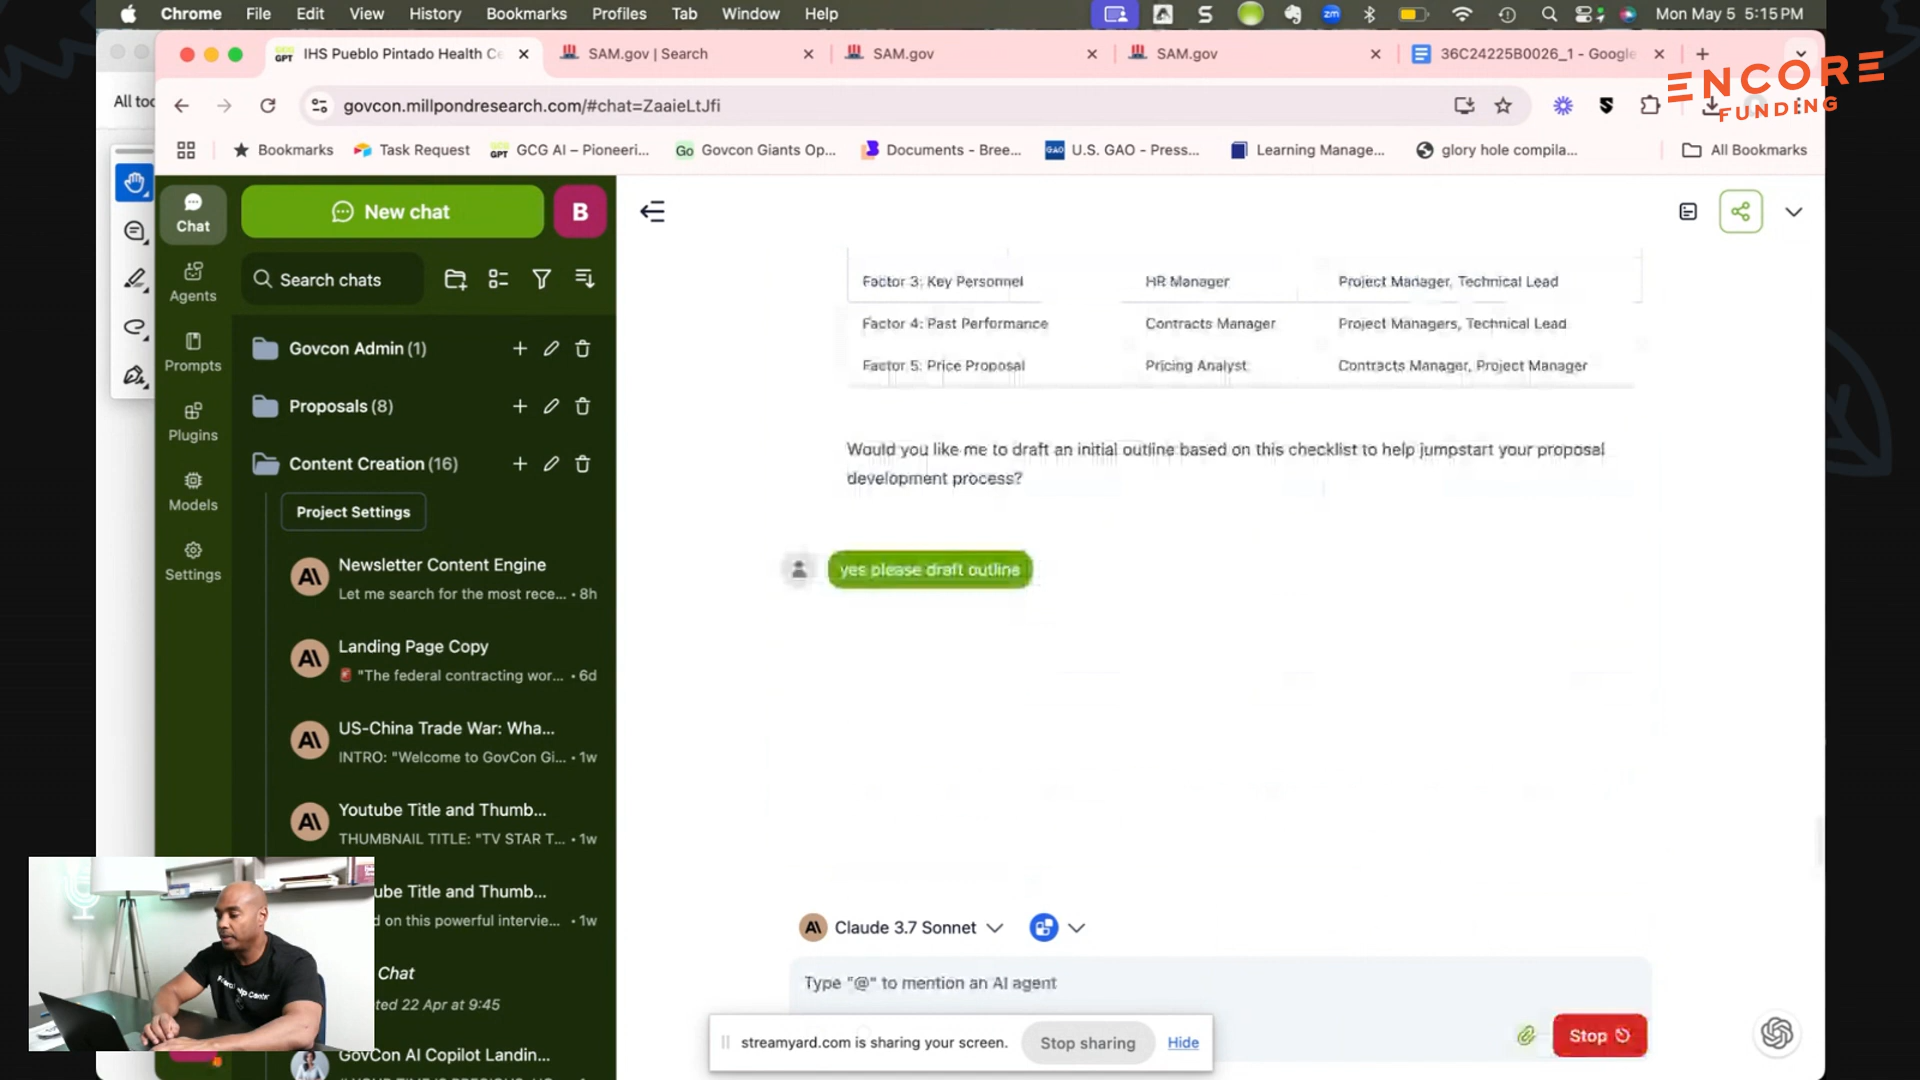 Chrome File Edit View History Bookmarks Profiles Tab Window Help
zm
Mon May 5 5:15 PM
GCG GPT IHS Pueblo Pintado Health Ce
SAM.gov | Search
SAM.gov
SAM.gov
36C24225B0026_1 - Google
ENCORE
FUNDING
All too
govcon.millpondresearch.com/#chat=ZaaieLtJfi
Bookmarks
Task Request
GCG AI – Pioneeri...
Govcon Giants Op...
Documents - Bree...
U.S. GAO - Press...
Learning Manage...
glory hole compila...
All Bookmarks
Chat
New chat
B
Agents
Search chats
Prompts
Plugins
Models
Settings
Govcon Admin (1)
Proposals (8)
Content Creation (16)
Project Settings
Newsletter Content Engine
Let me search for the most rece... • 8h
Landing Page Copy
"The federal contracting wor... • 6d
US-China Trade War: Wha...
INTRO: "Welcome to GovCon Gi... • 1w
Youtube Title and Thumb...
THUMBNAIL TITLE: "TV STAR T... • 1w
ube Title and Thumb...
d on this powerful intervie... • 1w
Chat
ted 22 Apr at 9:45
GovCon AI Copilot Landin...
Factor 3: Key Personnel HR Manager Project Manager, Technical Lead
Factor 4: Past Performance Contracts Manager Project Managers, Technical Lead
Factor 5: Price Proposal Pricing Analyst Contracts Manager, Project Manager
Would you like me to draft an initial outline based on this checklist to help jumpstart your proposal
development process?
yes please draft outline
Claude 3.7 Sonnet
Type "@" to mention an AI agent
Stop
streamyard.com is sharing your screen.
Stop sharing
Hide